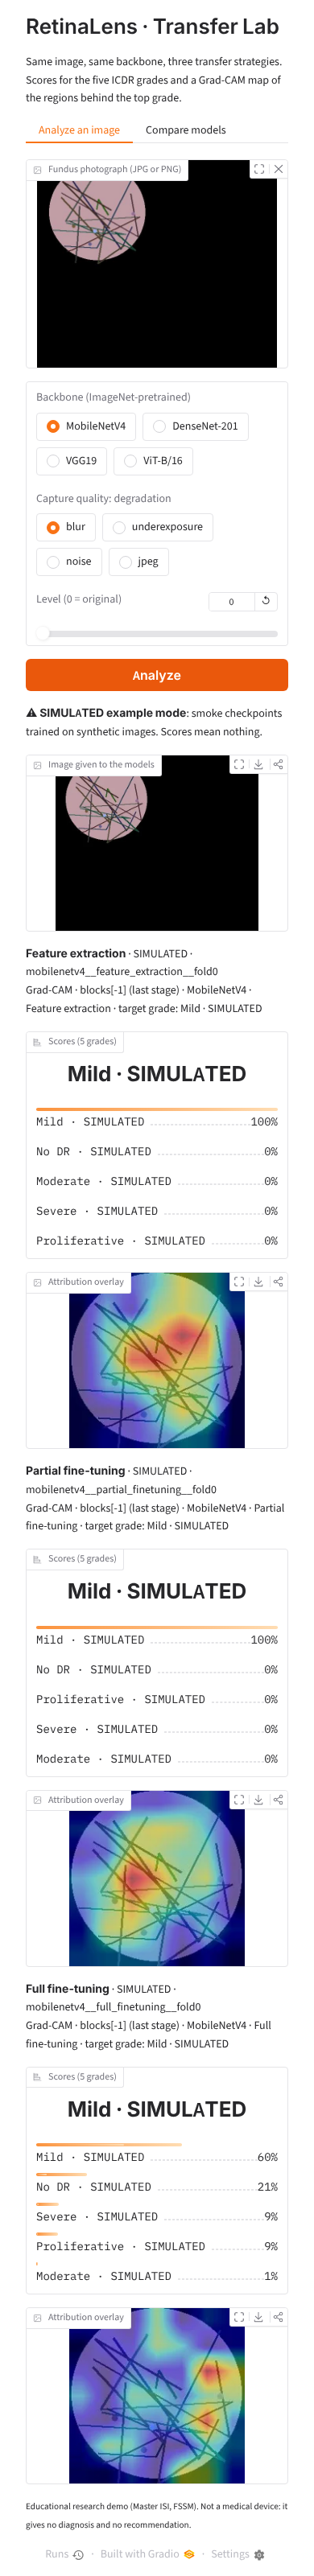 RetinaLens · Transfer Lab
Same image, same backbone, three transfer strategies.
Scores for the five ICDR grades and a Grad-CAM map of
the regions behind the top grade.
Analyze an image
Compare models
Fundus photograph (JPG or PNG)
Backbone (ImageNet-pretrained)
MobileNetV4
DenseNet-201
VGG19
ViT-B/16
Capture quality: degradation
blur
underexposure
noise
jpeg
Level (0 = original)
0
Analyze
⚠ SIMULATED example mode: smoke checkpoints
trained on synthetic images. Scores mean nothing.
Image given to the models
Feature extraction · SIMULATED ·
mobilenetv4__feature_extraction__fold0
Grad-CAM · blocks[-1] (last stage) · MobileNetV4 ·
Feature extraction · target grade: Mild · SIMULATED
Scores (5 grades)
Mild · SIMULATED
Mild · SIMULATED 100%
No DR · SIMULATED 0%
Moderate · SIMULATED 0%
Severe · SIMULATED 0%
Proliferative · SIMULATED 0%
Attribution overlay
Partial fine-tuning · SIMULATED ·
mobilenetv4__partial_finetuning__fold0
Grad-CAM · blocks[-1] (last stage) · MobileNetV4 · Partial
fine-tuning · target grade: Mild · SIMULATED
Scores (5 grades)
Mild · SIMULATED
Mild · SIMULATED 100%
No DR · SIMULATED 0%
Proliferative · SIMULATED 0%
Severe · SIMULATED 0%
Moderate · SIMULATED 0%
Attribution overlay
Full fine-tuning · SIMULATED ·
mobilenetv4__full_finetuning__fold0
Grad-CAM · blocks[-1] (last stage) · MobileNetV4 · Full
fine-tuning · target grade: Mild · SIMULATED
Scores (5 grades)
Mild · SIMULATED
Mild · SIMULATED 60%
No DR · SIMULATED 21%
Severe · SIMULATED 9%
Proliferative · SIMULATED 9%
Moderate · SIMULATED 1%
Attribution overlay
Educational research demo (Master ISI, FSSM). Not a medical device: it
gives no diagnosis and no recommendation.
Runs · Built with Gradio · Settings